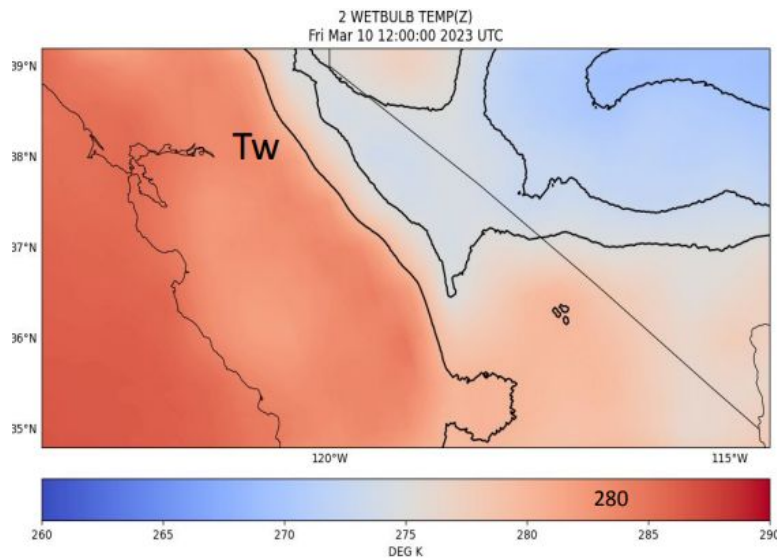 2 WETBULB TEMP(Z)
Fri Mar 10 12:00:00 2023 UTC
39°N
Tw
38°N
37°N
36°N
35°N
120°W 115°W
280
260 265 270 275 280 285 290
DEG K